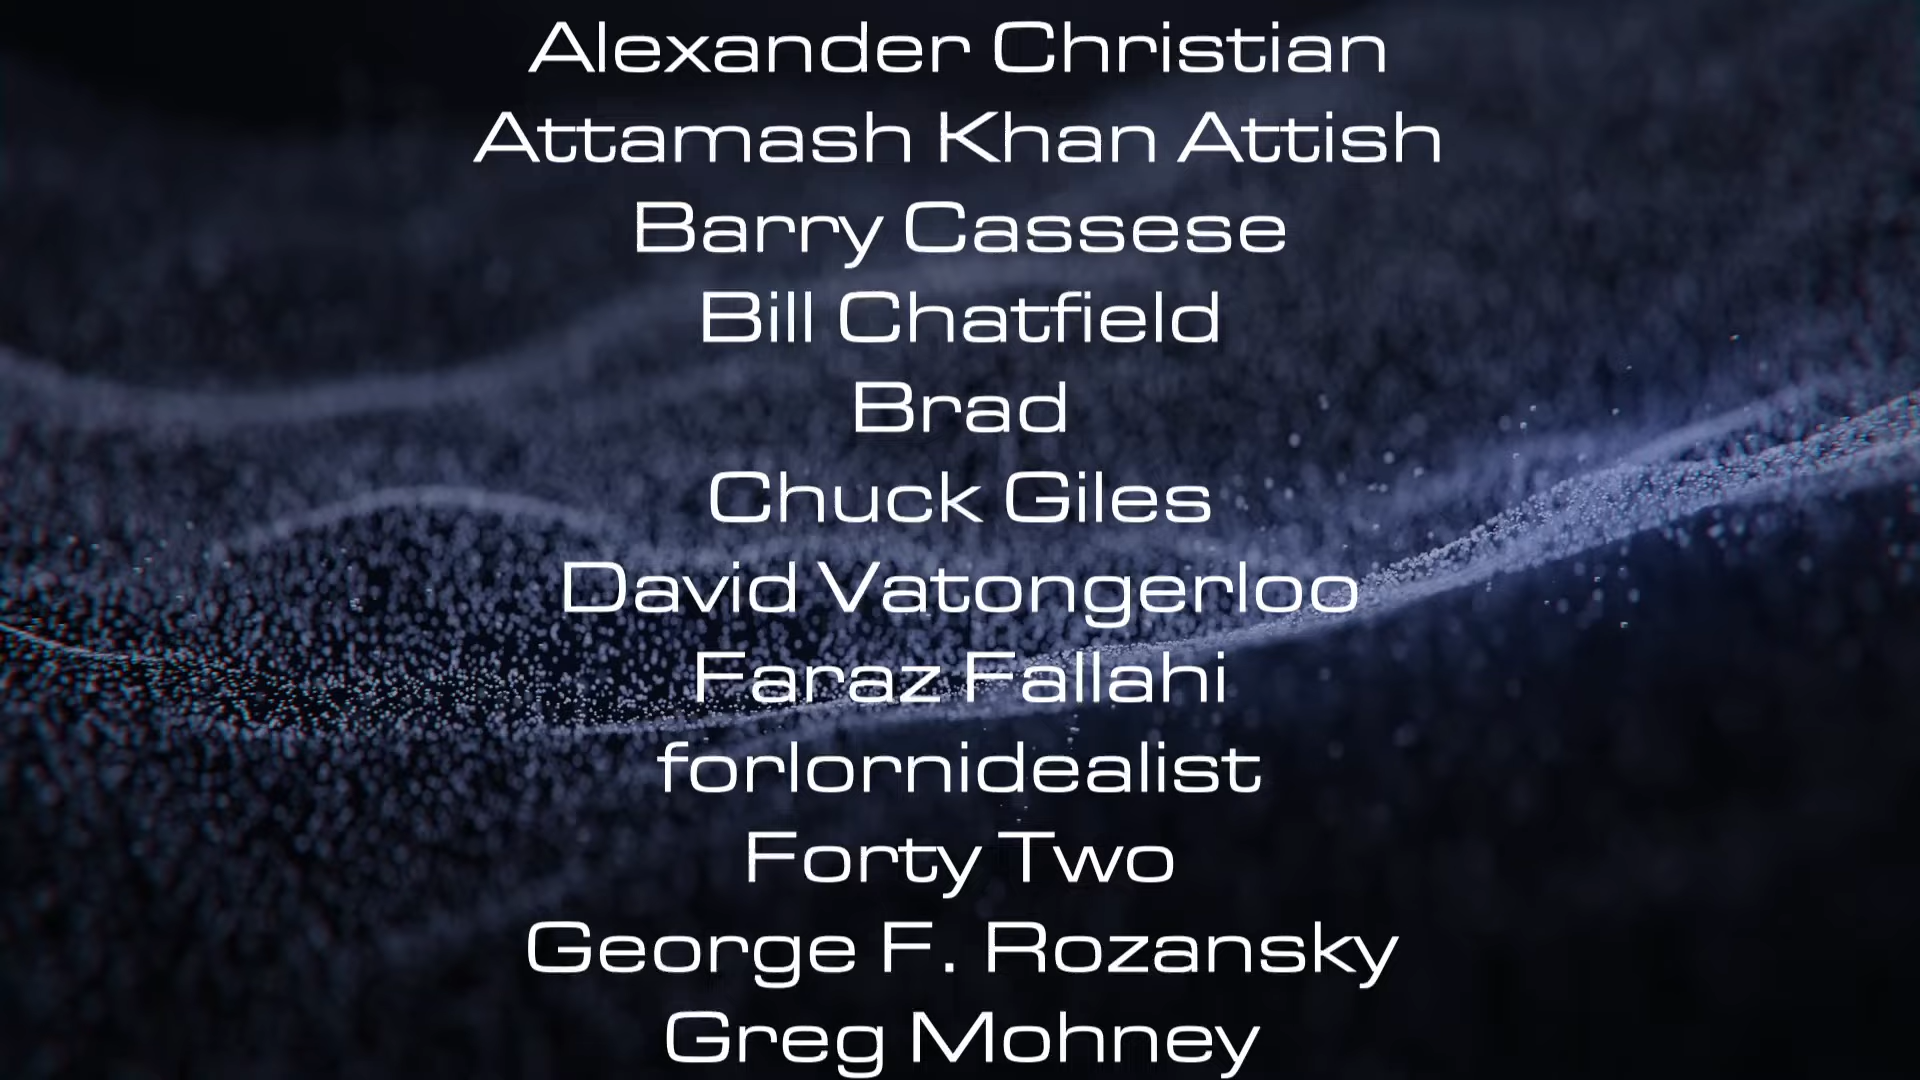 Alexander Christian
Attamash Khan Attish
Barry Cassese
Bill Chatfield
Brad
Chuck Giles
David Vatongerloo
Faraz Fallahi
forlornidealist
Forty Two
George F. Rozansky
Greg Mohney